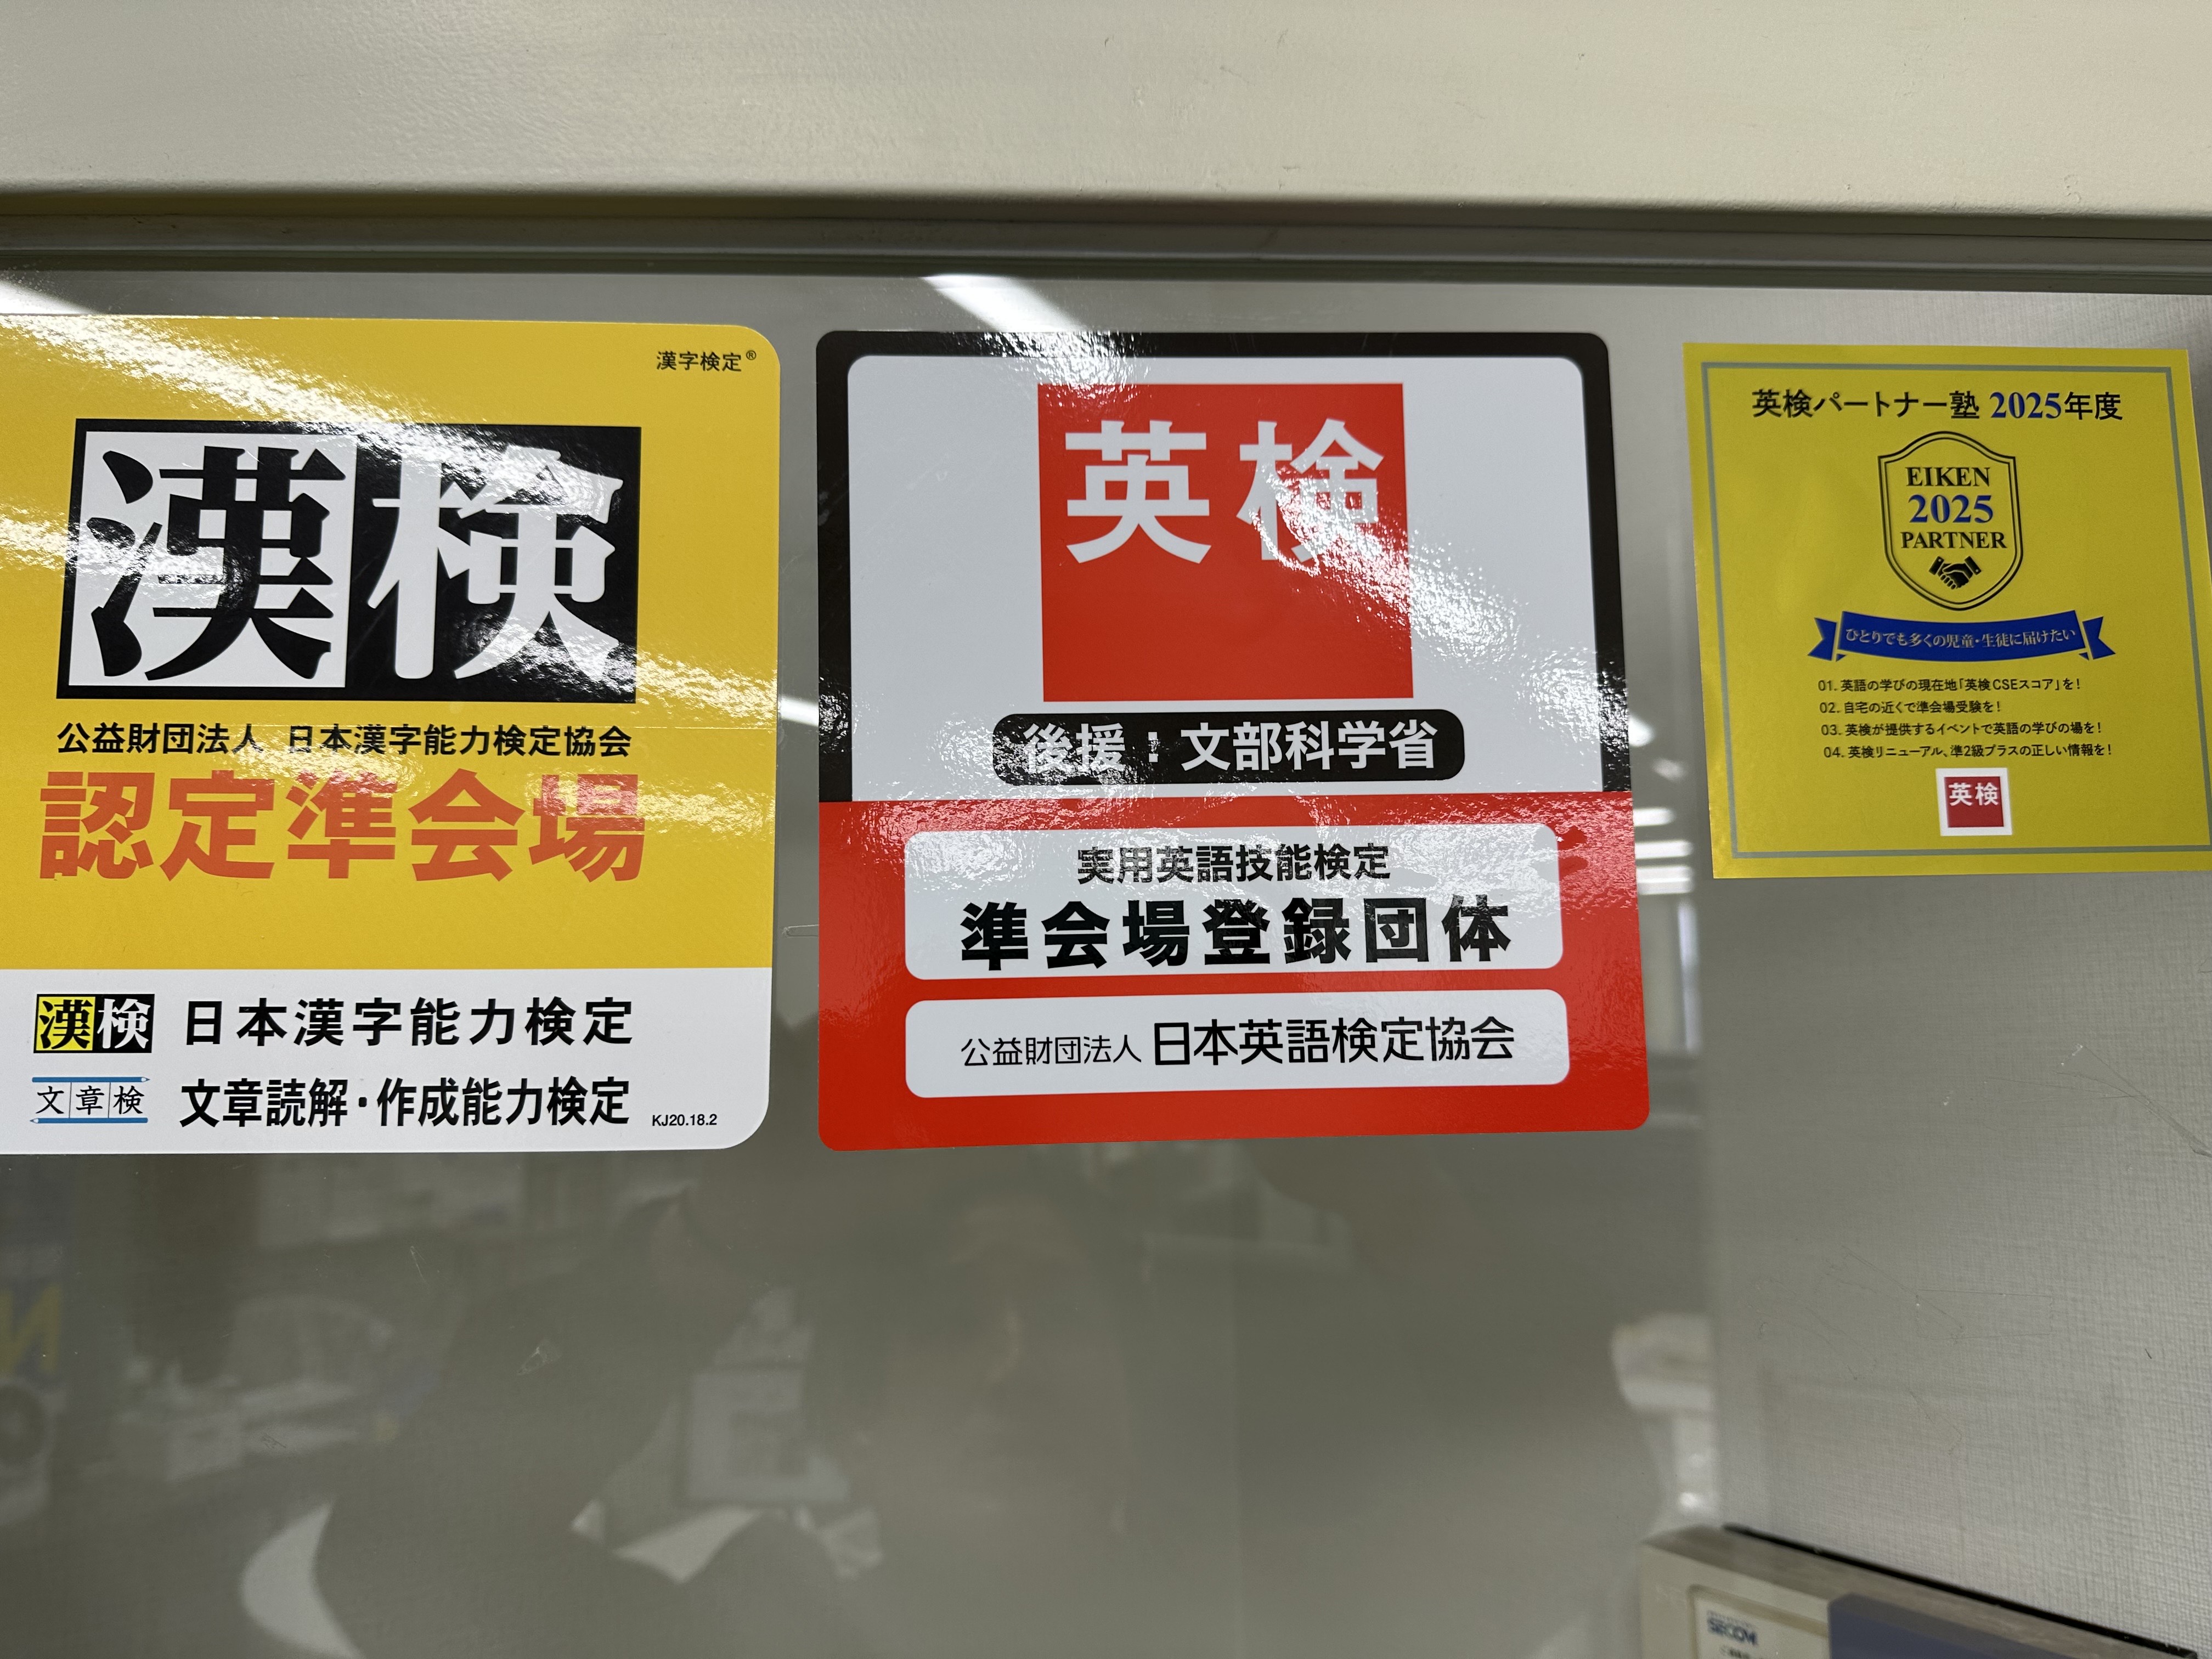 漢字検定®
漢検
公益財団法人 日本漢字能力検定協会
認定準会場
漢検 日本漢字能力検定
文章検 文章読解・作成能力検定
KJ20.18.2
英検
後援:文部科学省
実用英語技能検定
準会場登録団体
公益財団法人 日本英語検定協会
英検パートナー塾 2025年度
EIKEN
2025
PARTNER
ひとりでも多くの児童・生徒に届けたい
01. 英語の学びの現在地「英検CSEスコア」を!
02. 自宅の近くで準会場受験を!
03. 英検が提供するイベントで英語の学びの場を!
04. 英検リニューアル、準2級プラスの正しい情報を!
英検
SECOM